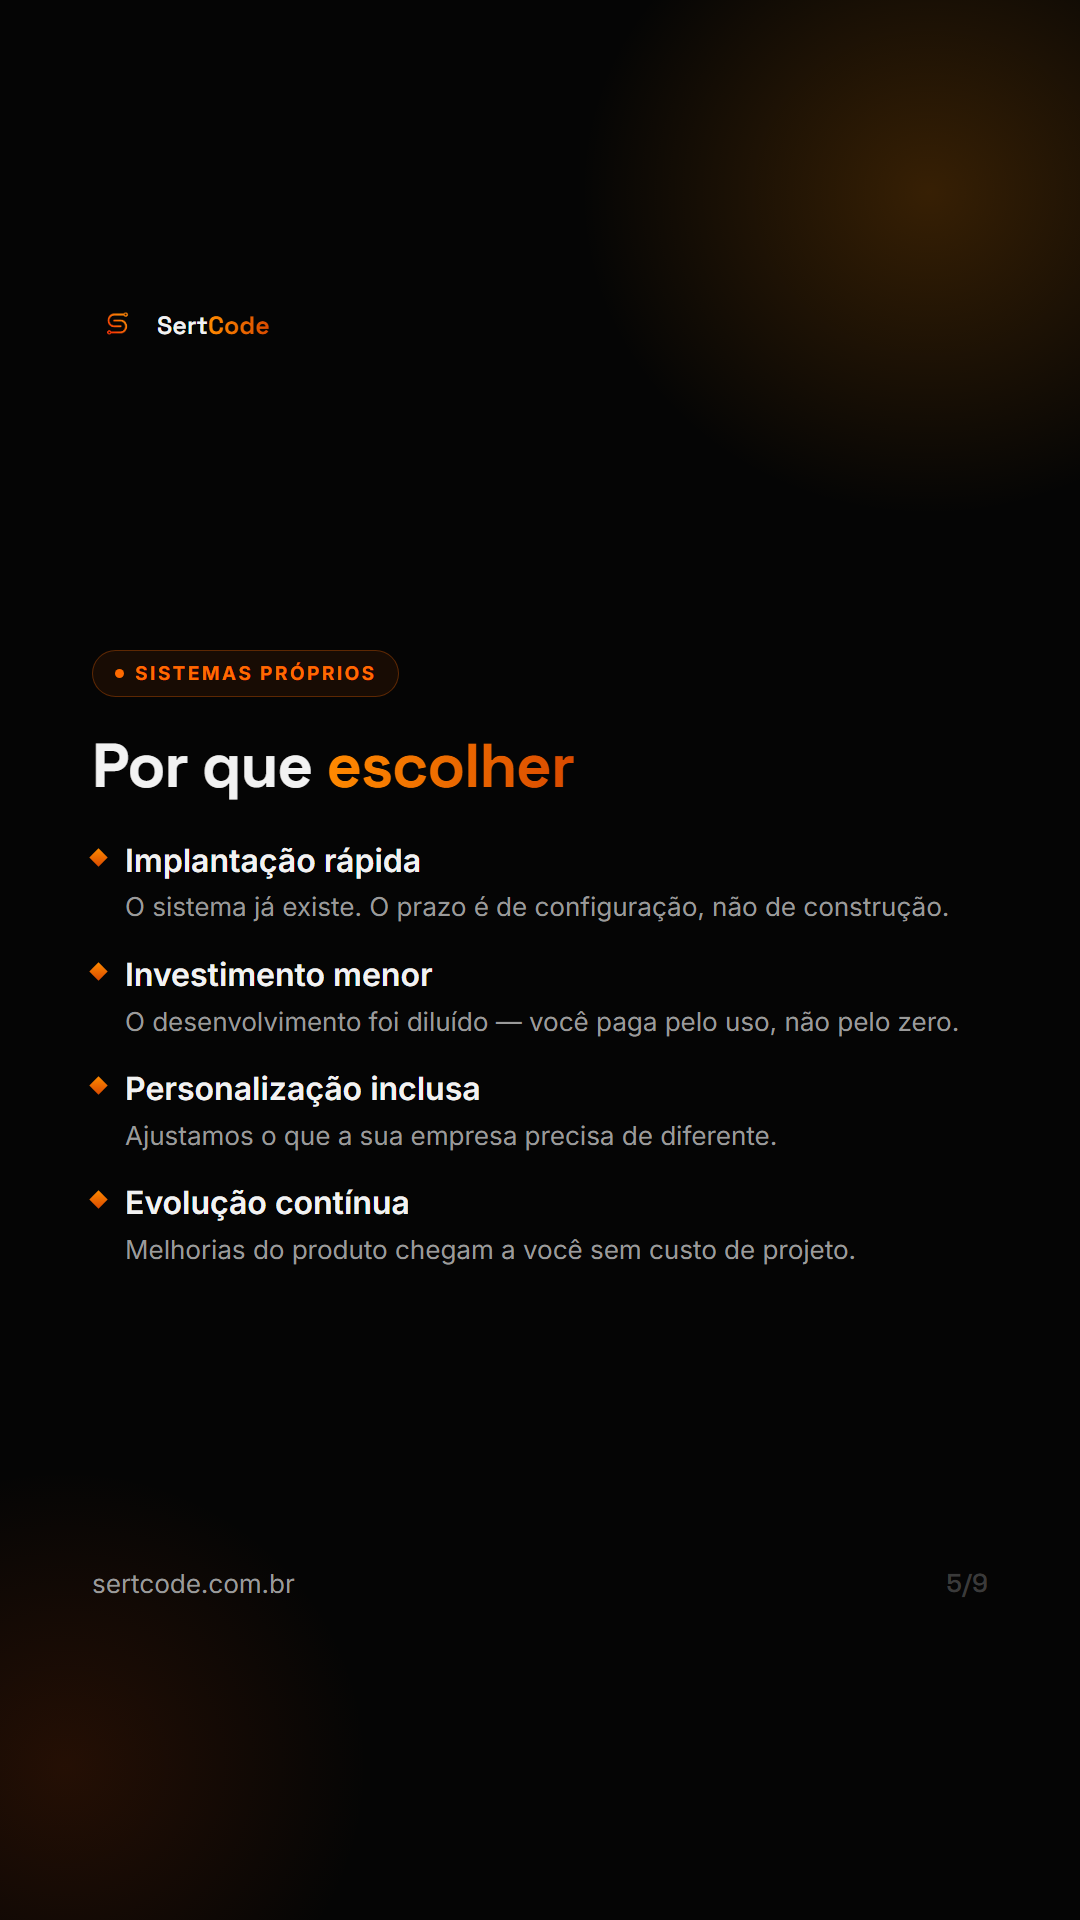 SertCode
SISTEMAS PRÓPRIOS
Por que escolher
Implantação rápida
O sistema já existe. O prazo é de configuração, não de construção.
Investimento menor
O desenvolvimento foi diluído — você paga pelo uso, não pelo zero.
Personalização inclusa
Ajustamos o que a sua empresa precisa de diferente.
Evolução contínua
Melhorias do produto chegam a você sem custo de projeto.
sertcode.com.br
5/9